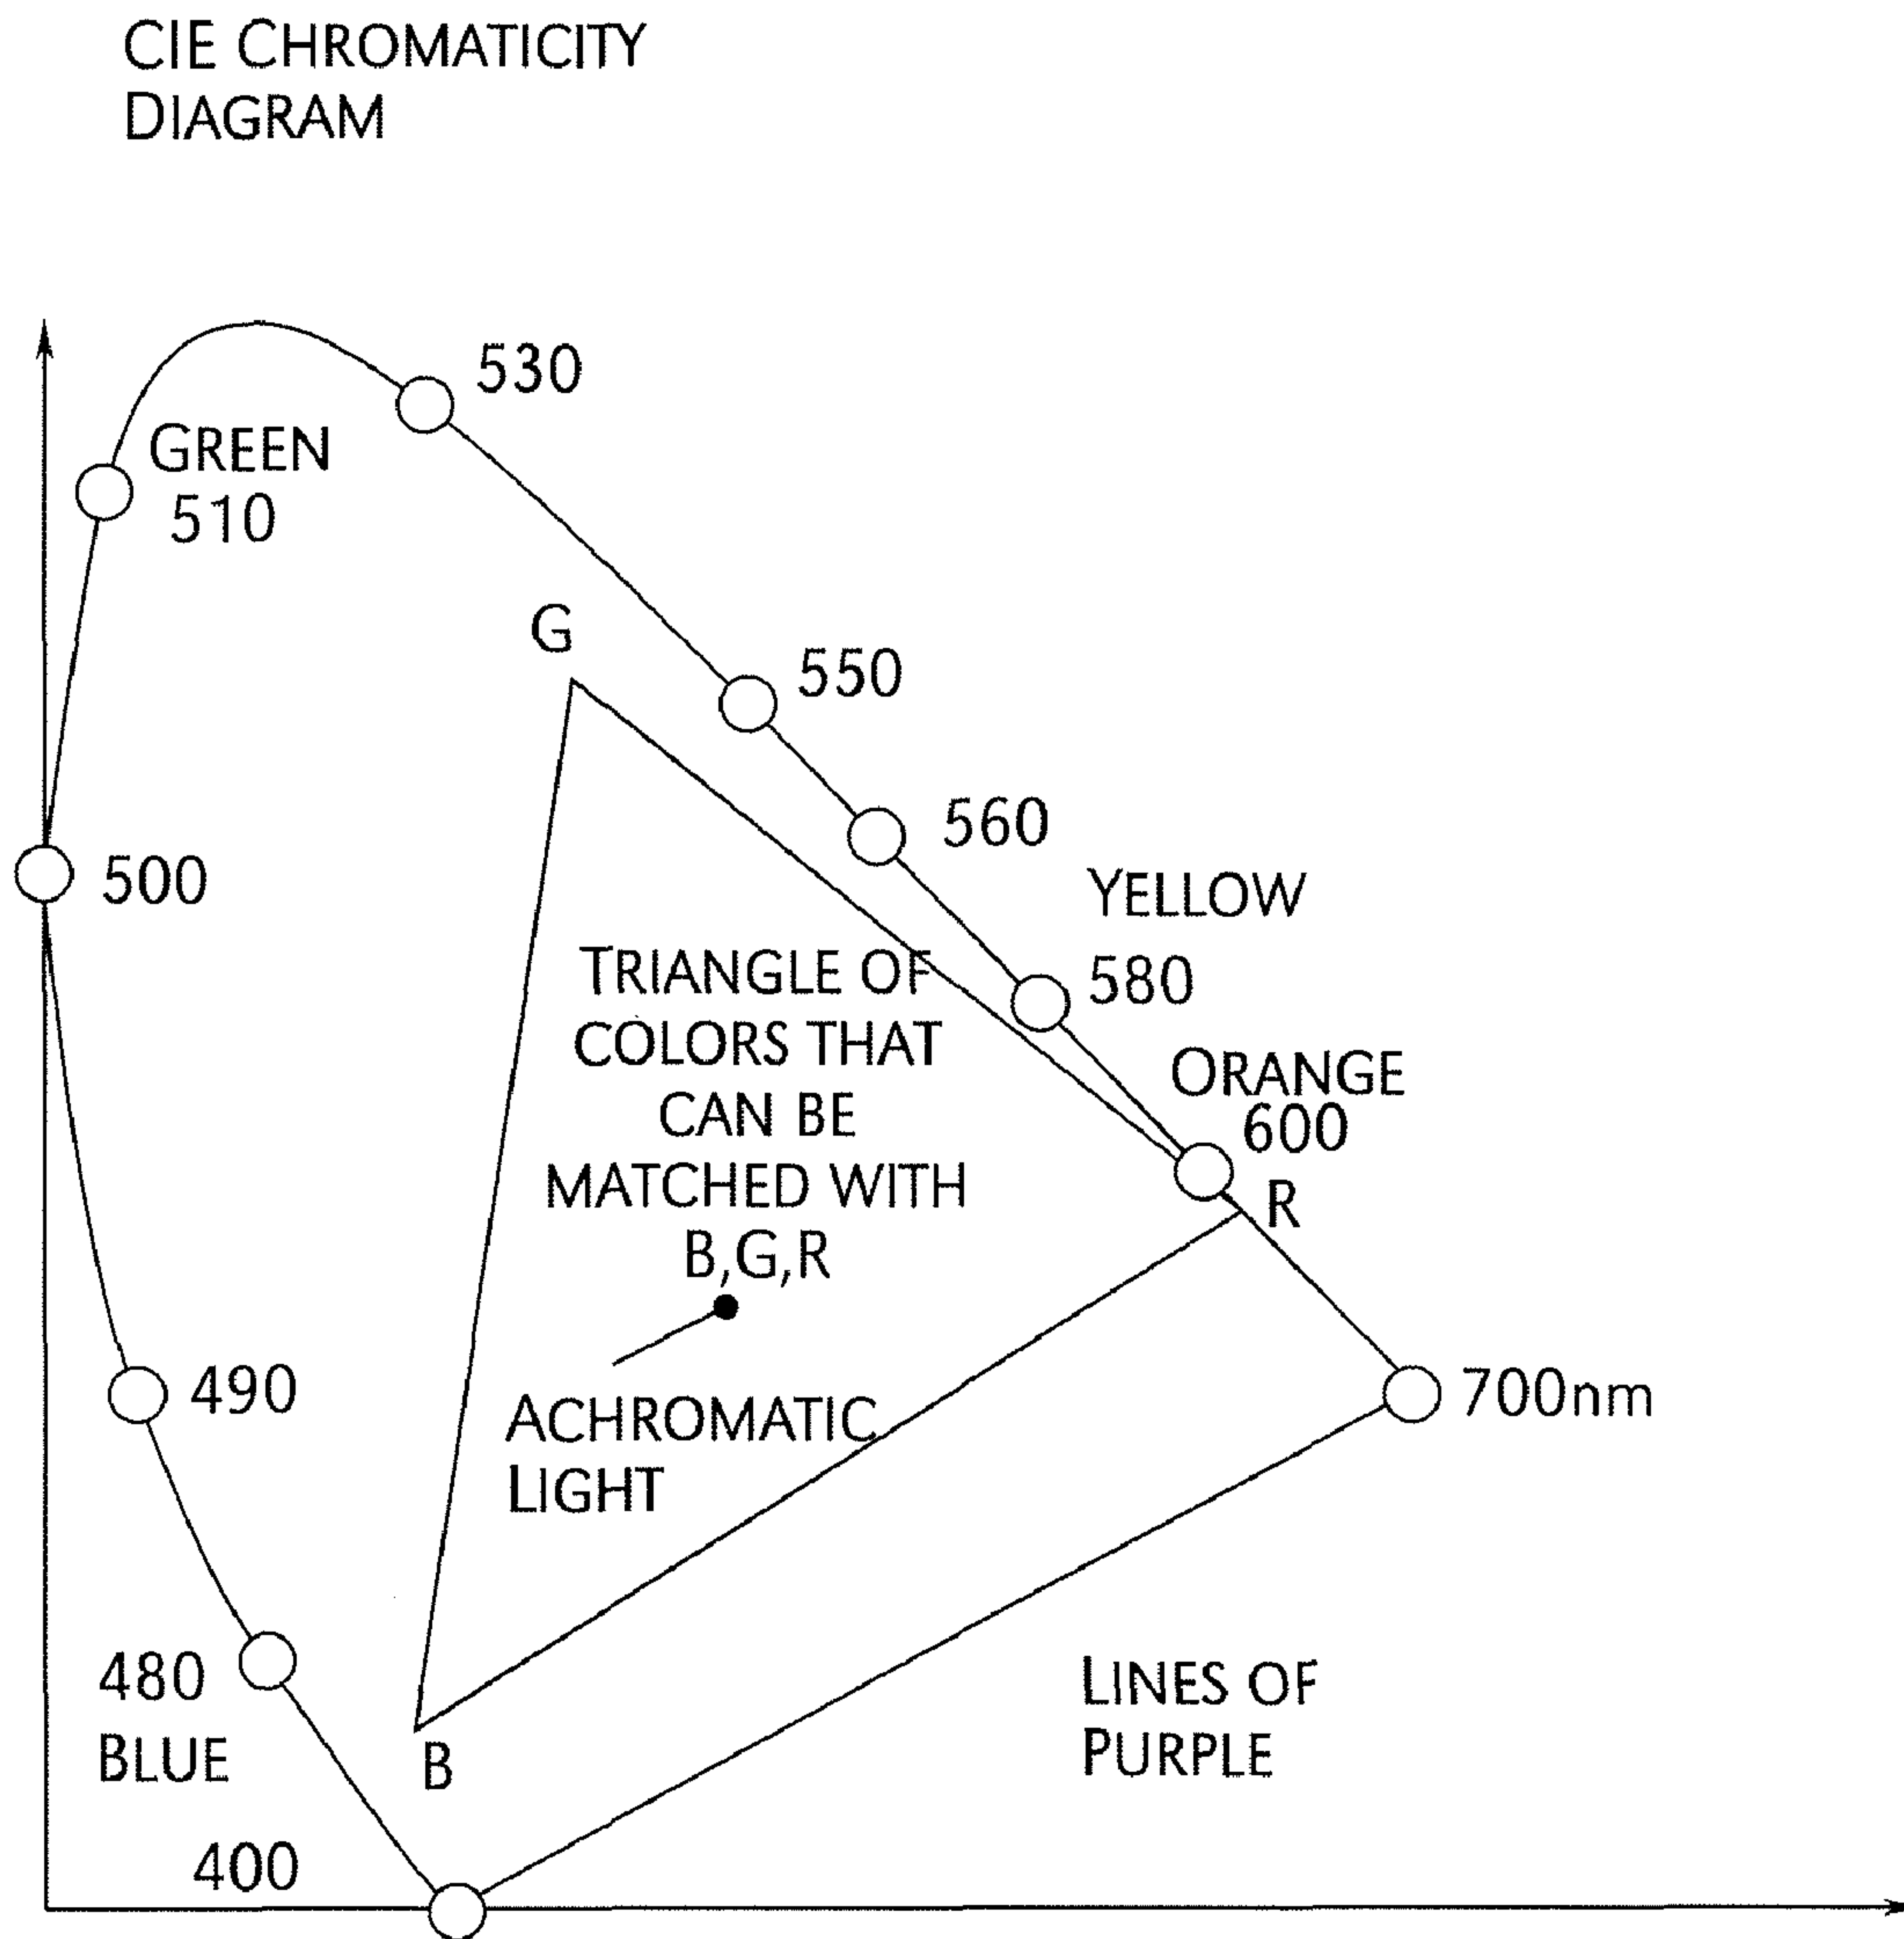 CIE CHROMATICITY
DIAGRAM
530
GREEN
510
G
550
560
500
YELLOW
580
TRIANGLE OF
COLORS THAT
CAN BE
MATCHED WITH
B,G,R
ORANGE
600
R
490
700nm
ACHROMATIC
LIGHT
480
BLUE
B
LINES OF
PURPLE
400